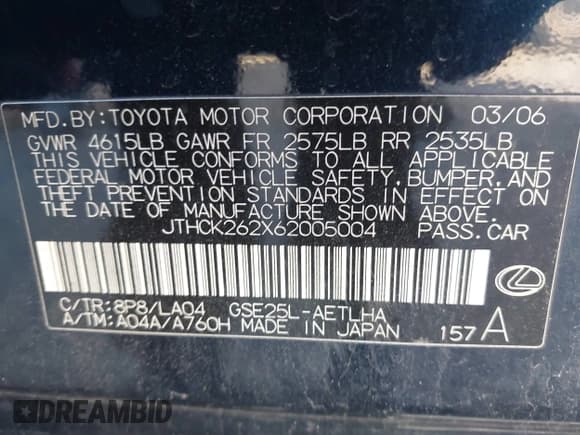 MFD.BY:TOYOTA MOTOR CORPORATION 03/06
GVWR 4615LB GAWR FR 2575LB RR 2535LB
THIS VEHICLE CONFORMS TO ALL APPLICABLE
FEDERAL MOTOR VEHICLE SAFETY,BUMPER,AND
THEFT PREVENTION STANDARDS IN EFFECT ON
THE DATE OF MANUFACTURE SHOWN ABOVE.
JTHCK262X62005004 PASS.CAR
C/TR:8P8/LA04 GSE25L-AETLHA
A/TM:A04A/A760H MADE IN JAPAN 157A
DREAMBID